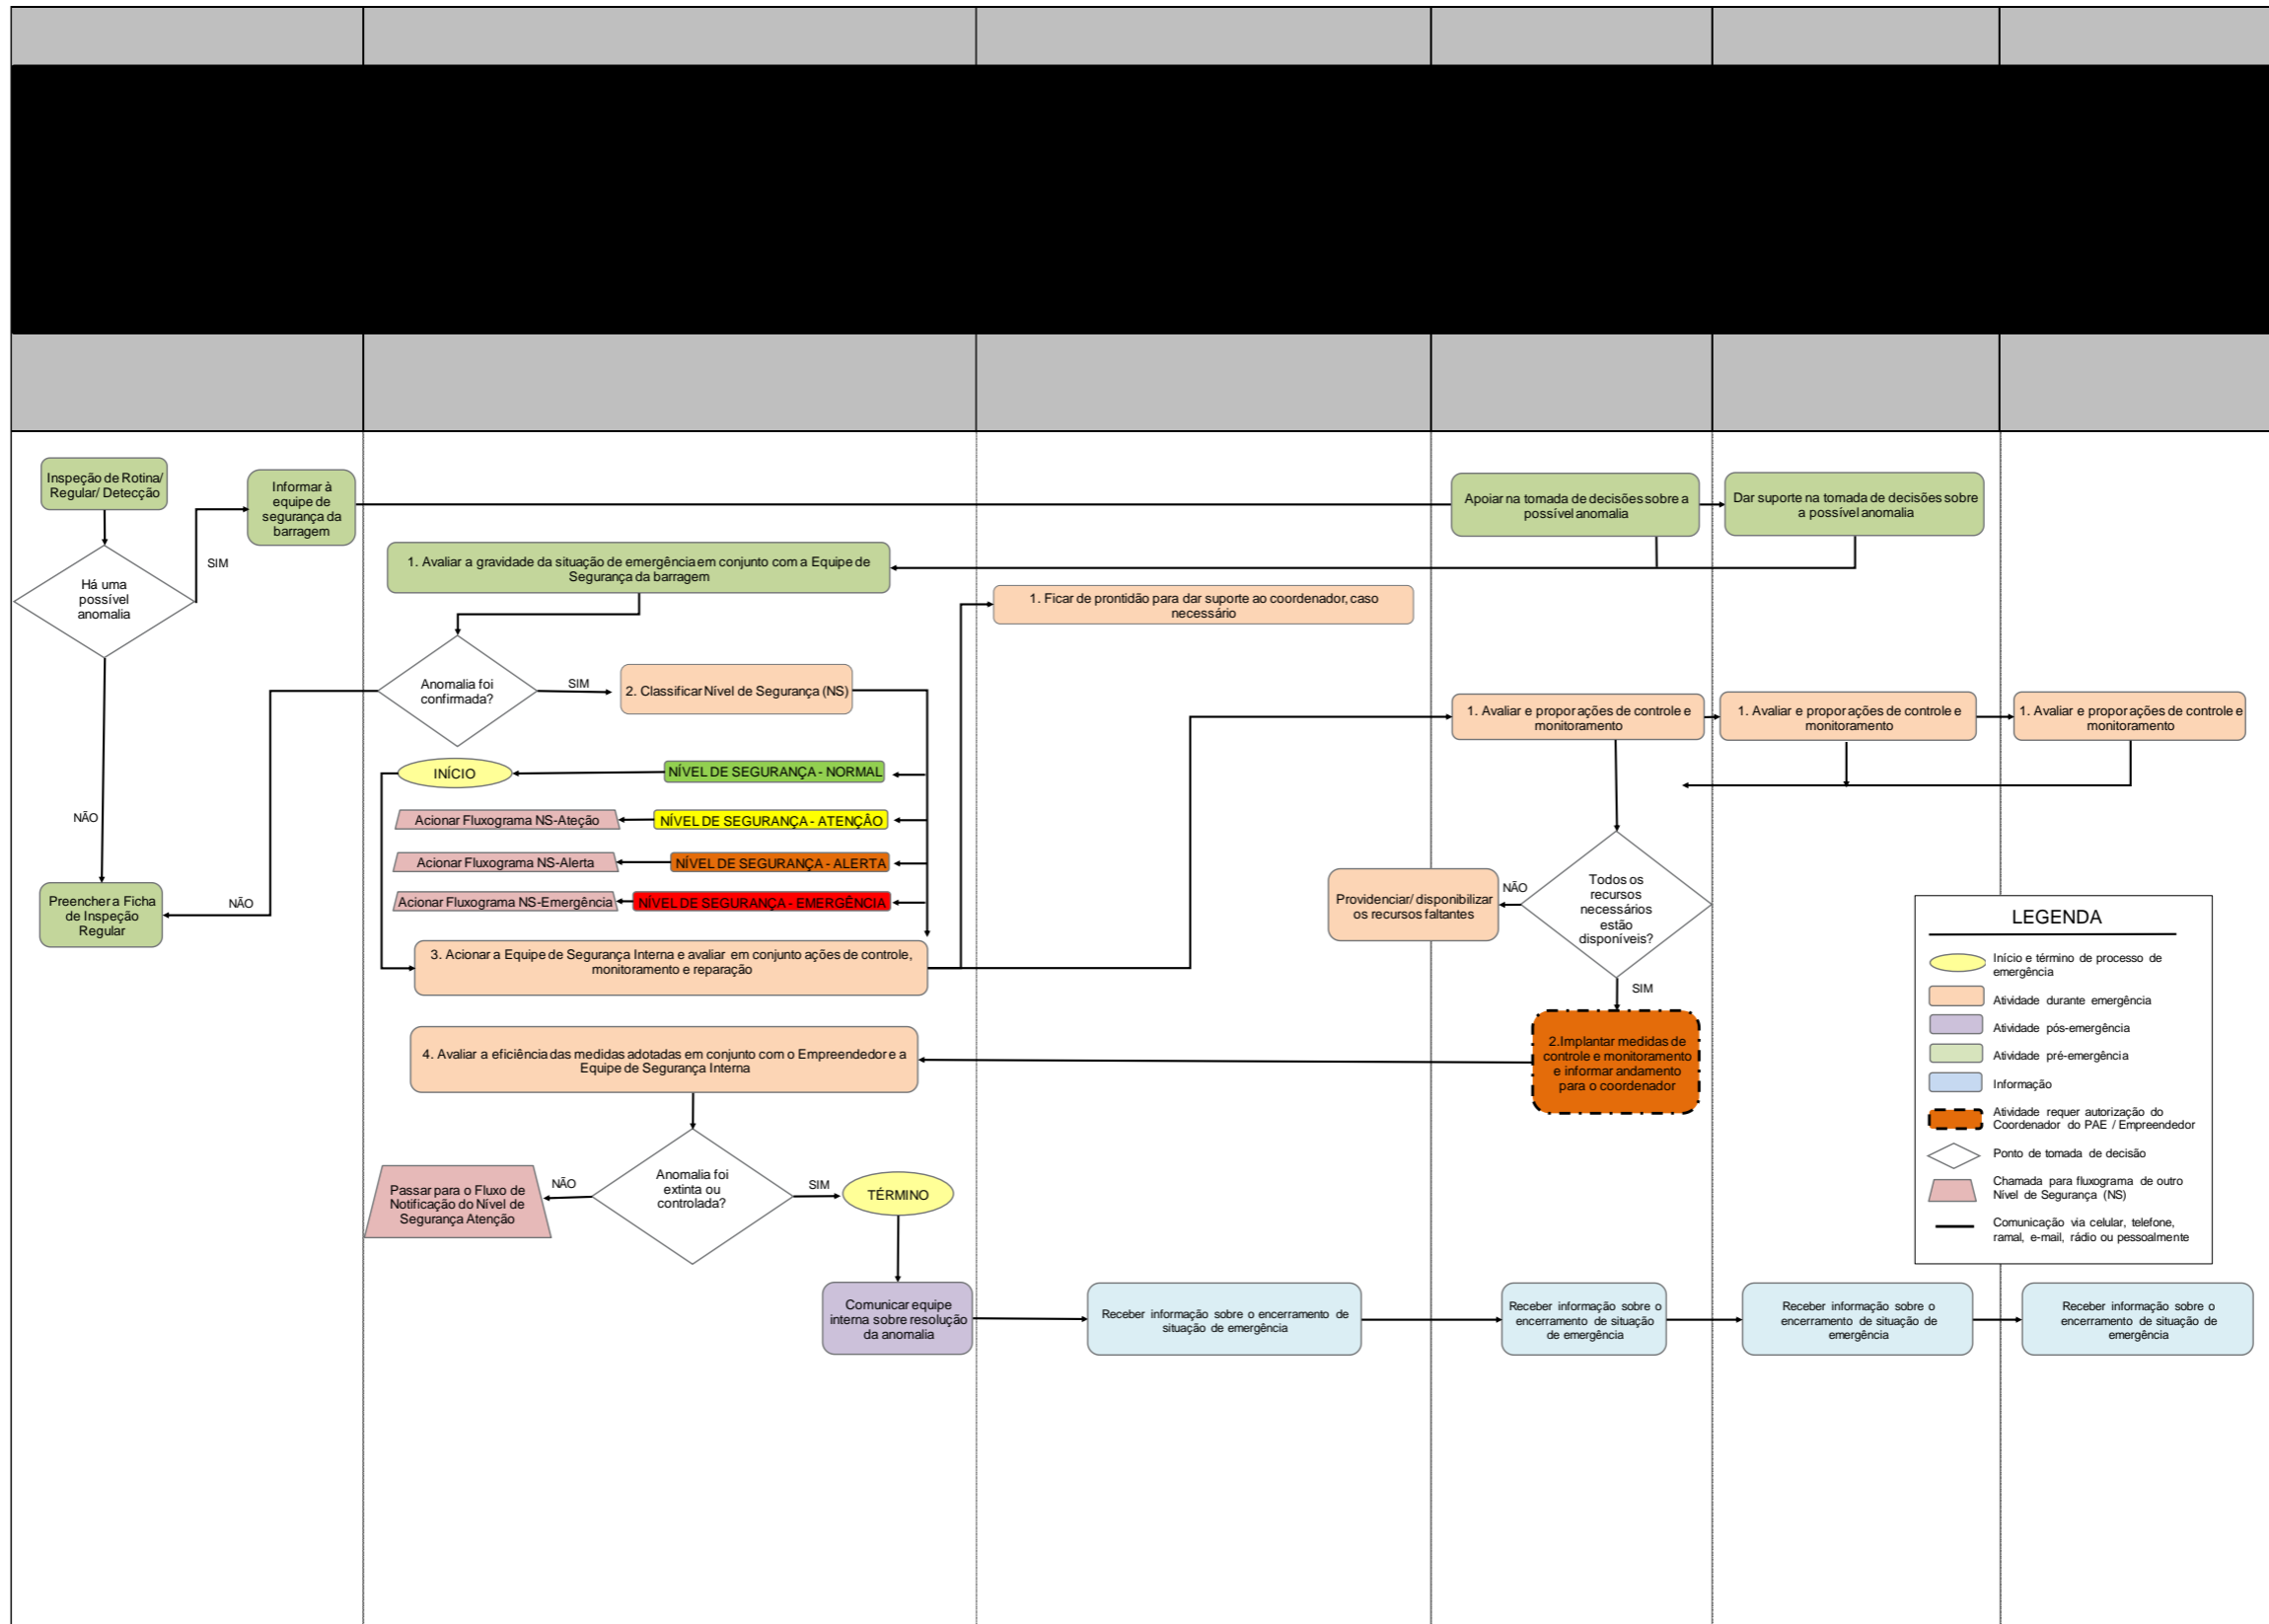 Inspeção de Rotina/
Regular/ Detecção
Informar à
equipe de
segurança da
barragem
SIM
Há uma
possível
anomalia
NÃO
Preencher a Ficha
de Inspeção
Regular
NÃO
Apoiar na tomada de decisões sobre a
possível anomalia
Dar suporte na tomada de decisões sobre
a possível anomalia
1. Avaliar a gravidade da situação de emergência em conjunto com a Equipe de
Segurança da barragem
1. Ficar de prontidão para dar suporte ao coordenador, caso
necessário
Anomalia foi
confirmada?
SIM
2. Classificar Nível de Segurança (NS)
1. Avaliar e propor ações de controle e
monitoramento
1. Avaliar e propor ações de controle e
monitoramento
1. Avaliar e propor ações de controle e
monitoramento
INÍCIO
NÍVEL DE SEGURANÇA - NORMAL
Acionar Fluxograma NS-Ateção
NÍVEL DE SEGURANÇA - ATENÇÂO
Acionar Fluxograma NS-Alerta
NÍVEL DE SEGURANÇA - ALERTA
Acionar Fluxograma NS-Emergência
NÍVEL DE SEGURANÇA - EMERGÊNCIA
Providenciar/ disponibilizar
os recursos faltantes
NÃO
Todos os
recursos
necessários
estão
disponíveis?
SIM
3. Acionar a Equipe de Segurança Interna e avaliar em conjunto ações de controle,
monitoramento e reparação
2.Implantar medidas de
controle e monitoramento
e informar andamento
para o coordenador
4. Avaliar a eficiência das medidas adotadas em conjunto com o Empreendedor e a
Equipe de Segurança Interna
Passar para o Fluxo de
Notificação do Nível de
Segurança Atenção
NÃO
Anomalia foi
extinta ou
controlada?
SIM
TÉRMINO
Comunicar equipe
interna sobre resolução
da anomalia
Receber informação sobre o encerramento de
situação de emergência
Receber informação sobre o
encerramento de situação
de emergência
Receber informação sobre o
encerramento de situação de
emergência
Receber informação sobre o
encerramento de situação de
emergência
LEGENDA
Início e término de processo de
emergência
Atividade durante emergência
Atividade pós-emergência
Atividade pré-emergência
Informação
Atividade requer autorização do
Coordenador do PAE / Empreendedor
Ponto de tomada de decisão
Chamada para fluxograma de outro
Nível de Segurança (NS)
Comunicação via celular, telefone,
ramal, e-mail, rádio ou pessoalmente